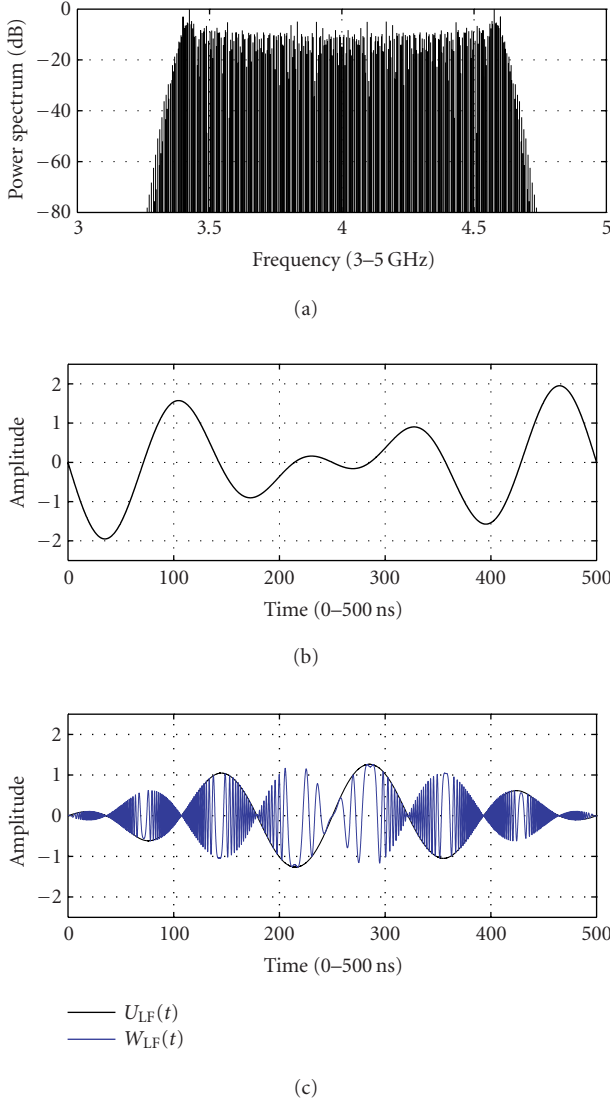 0
−20
−40
−60
−80
Power spectrum (dB)
3 3.5 4 4.5 5
Frequency (3–5 GHz)
(a)
2
1
0
−1
−2
Amplitude
0 100 200 300 400 500
Time (0–500 ns)
(b)
2
1
0
−1
−2
Amplitude
0 100 200 300 400 500
Time (0–500 ns)
U_LF(t)
W_LF(t)
(c)